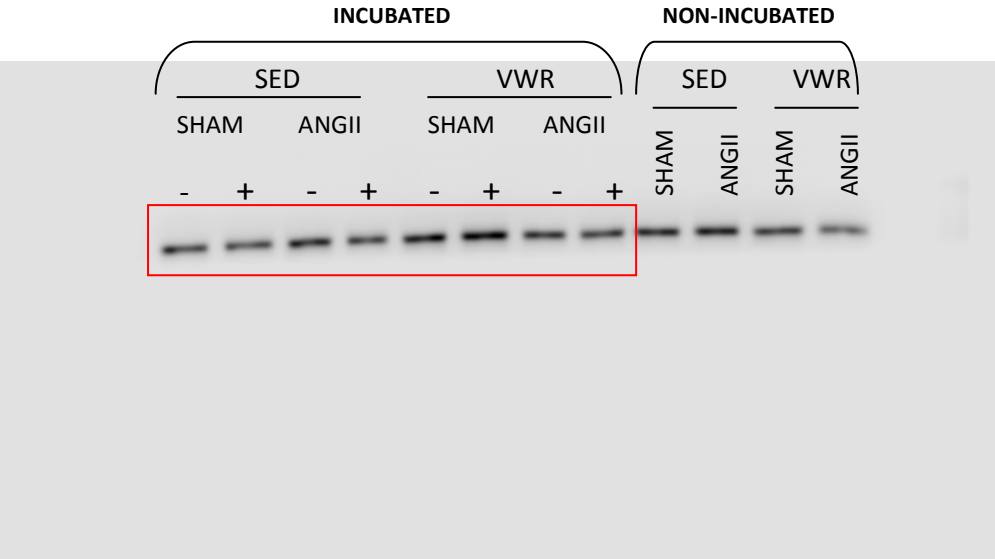 INCUBATED NON-INCUBATED
SED VWR SED VWR
SHAM ANGII SHAM ANGII SHAM ANGII SHAM ANGII
- + - + - + - +